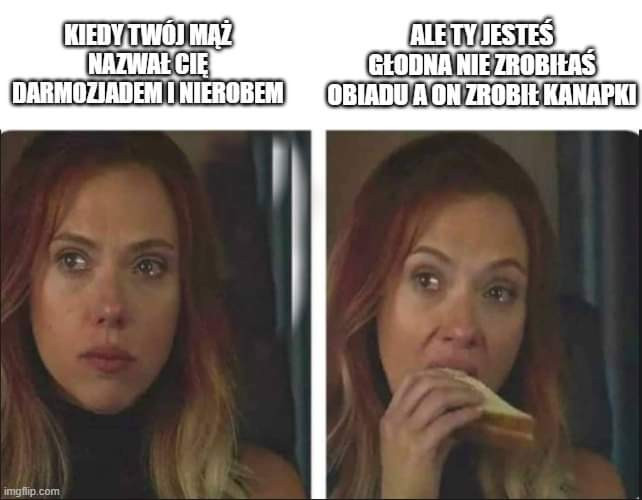 KIEDY TWÓJ MĄŻ
NAZWAŁ CIĘ
DARMOZJADEM I NIEROBEM
ALE TY JESTEŚ
GŁODNA NIE ZROBIŁAŚ
OBIADU A ON ZROBIŁ KANAPKI
imgflip.com